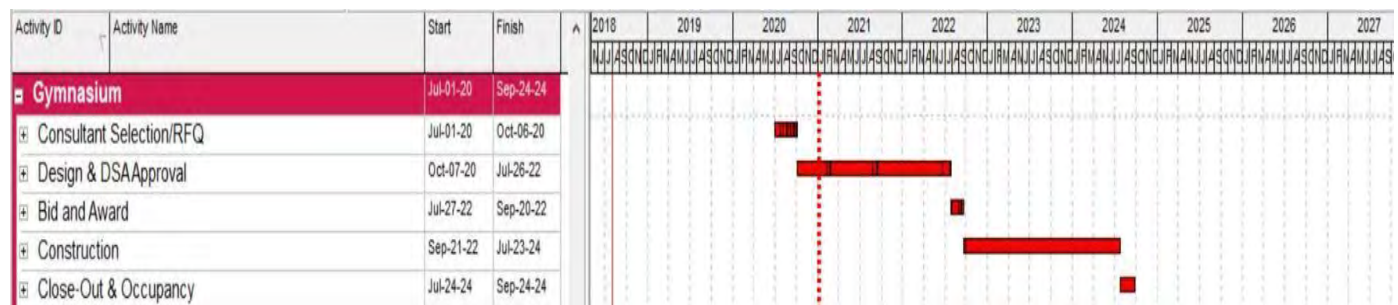 Activity ID Activity Name Start Finish 2018 2019 2020 2021 2022 2023 2024 2025 2026 2027
Gymnasium Jul-01-20 Sep-24-24
Consultant Selection/RFQ Jul-01-20 Oct-06-20
Design & DSA Approval Oct-07-20 Jul-26-22
Bid and Award Jul-27-22 Sep-20-22
Construction Sep-21-22 Jul-23-24
Close-Out & Occupancy Jul-24-24 Sep-24-24